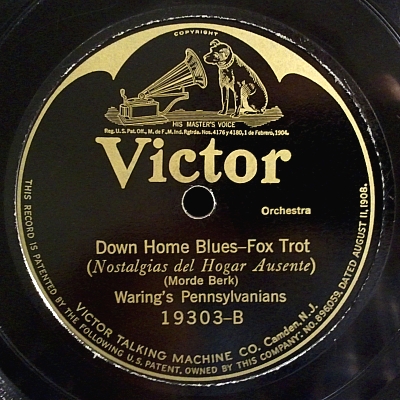 COPYRIGHT
HIS MASTER'S VOICE
Reg. U.S. Pat. Off., M. de F., M. Ind. Rgtrda. Nos. 4176 y 4180, 1 de Febrero, 1904.
Victor
Orchestra
Down Home Blues–Fox Trot
(Nostalgias del Hogar Ausente)
(Morde Berk)
Waring's Pennsylvanians
19303-B
VICTOR TALKING MACHINE CO. Camden, N.J.
THIS RECORD IS PATENTED BY THE FOLLOWING U.S. PATENT, OWNED BY THIS COMPANY: NO. 896059, DATED AUGUST 11, 1908.